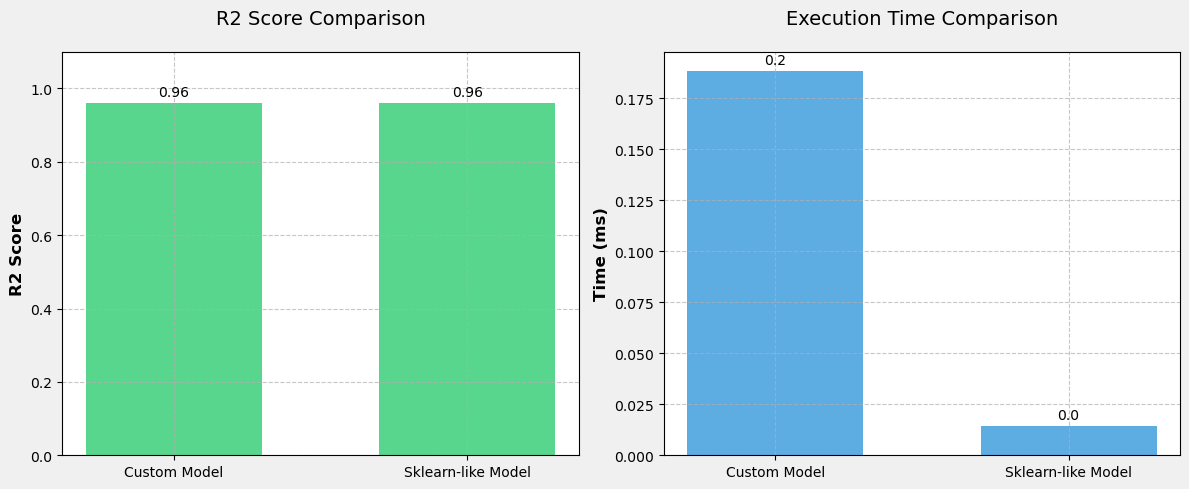 R2 Score Comparison
R2 Score
1.0
0.8
0.6
0.4
0.2
0.0
0.96
0.96
Custom Model
Sklearn-like Model
Execution Time Comparison
Time (ms)
0.175
0.150
0.125
0.100
0.075
0.050
0.025
0.000
0.2
0.0
Custom Model
Sklearn-like Model